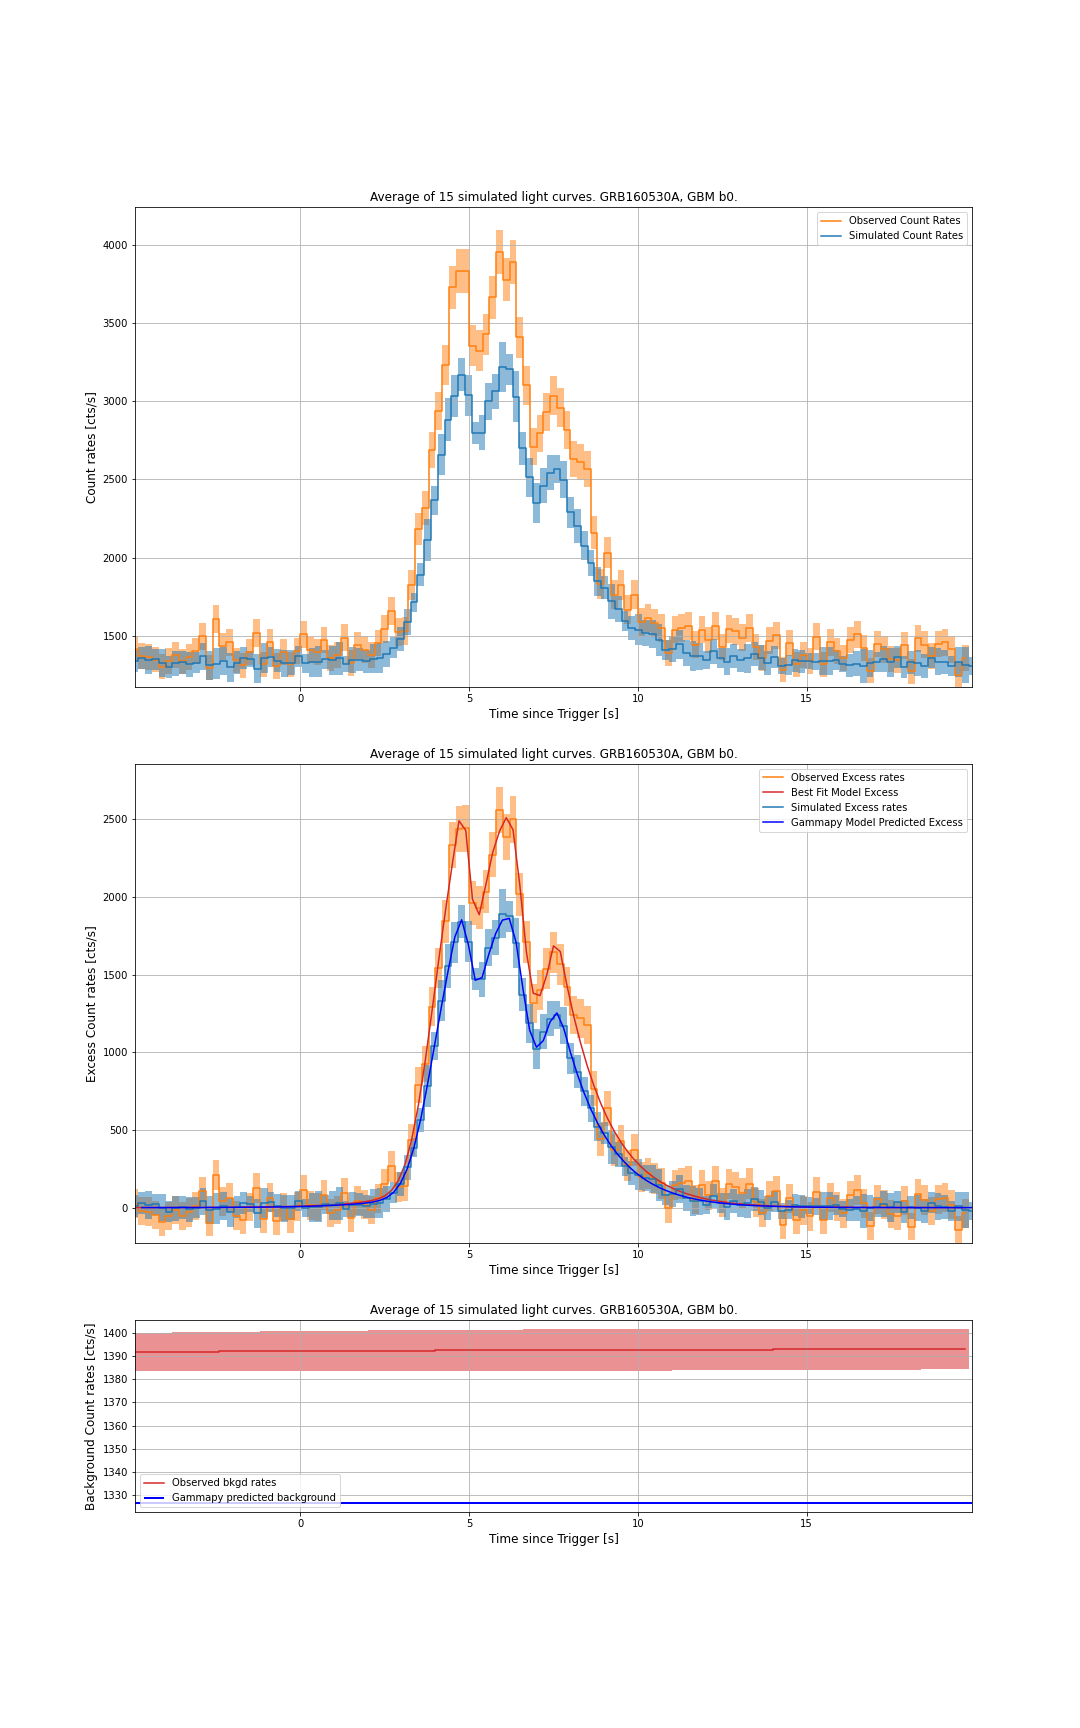 Average of 15 simulated light curves. GRB160530A, GBM b0.
Observed Count Rates
Simulated Count Rates
4000
3500
3000
2500
2000
1500
Count rates [cts/s]
0 5 10 15
Time since Trigger [s]
Average of 15 simulated light curves. GRB160530A, GBM b0.
Observed Excess rates
Best Fit Model Excess
Simulated Excess rates
Gammapy Model Predicted Excess
2500
2000
1500
1000
500
0
Excess Count rates [cts/s]
0 5 10 15
Time since Trigger [s]
Average of 15 simulated light curves. GRB160530A, GBM b0.
1400
1390
1380
1370
1360
1350
1340
1330
Background Count rates [cts/s]
Observed bkgd rates
Gammapy predicted background
0 5 10 15
Time since Trigger [s]